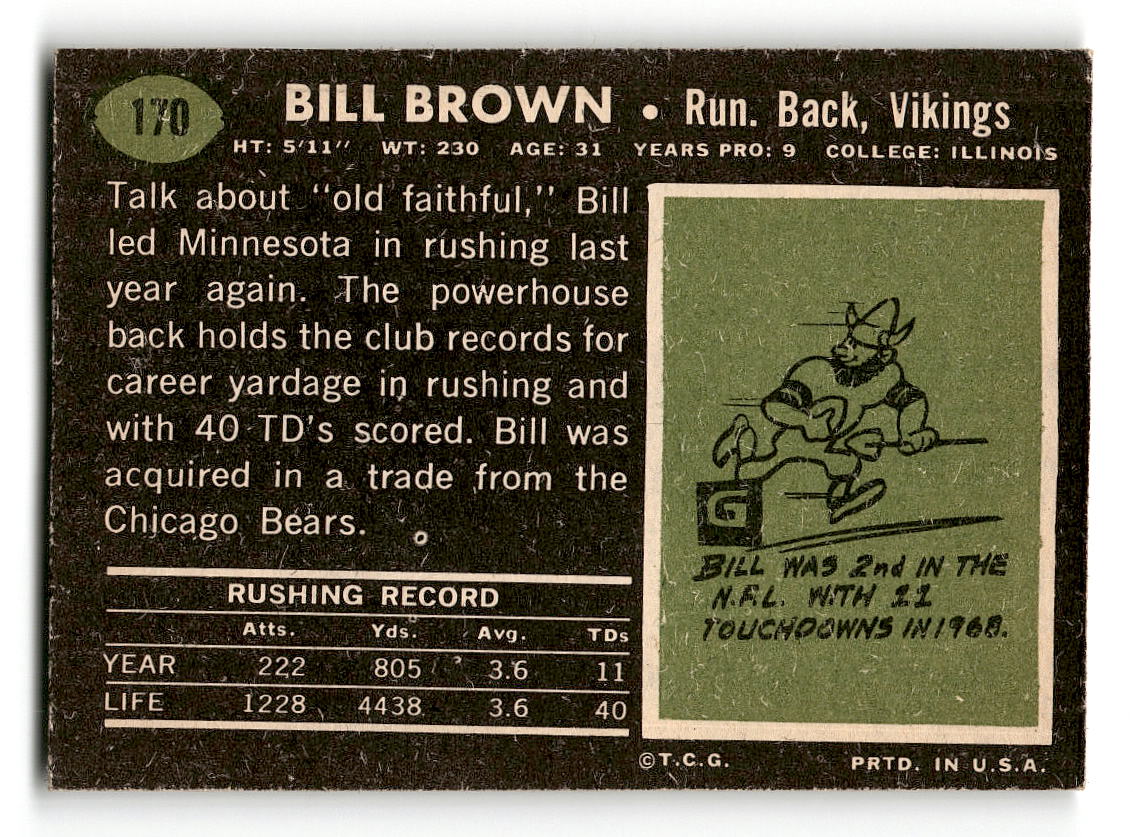 170
BILL BROWN • Run. Back, Vikings
HT: 5'11'' WT: 230 AGE: 31 YEARS PRO: 9 COLLEGE: ILLINOIS
Talk about "old faithful," Bill
led Minnesota in rushing last
year again. The powerhouse
back holds the club records for
career yardage in rushing and
with 40 TD's scored. Bill was
acquired in a trade from the
Chicago Bears.
RUSHING RECORD
Atts. Yds. Avg. TDs
YEAR 222 805 3.6 11
LIFE 1228 4438 3.6 40
G
BILL WAS 2nd IN THE
N.F.L. WITH 11
TOUCHDOWNS IN 1968.
©T.C.G. PRTD. IN U.S.A.